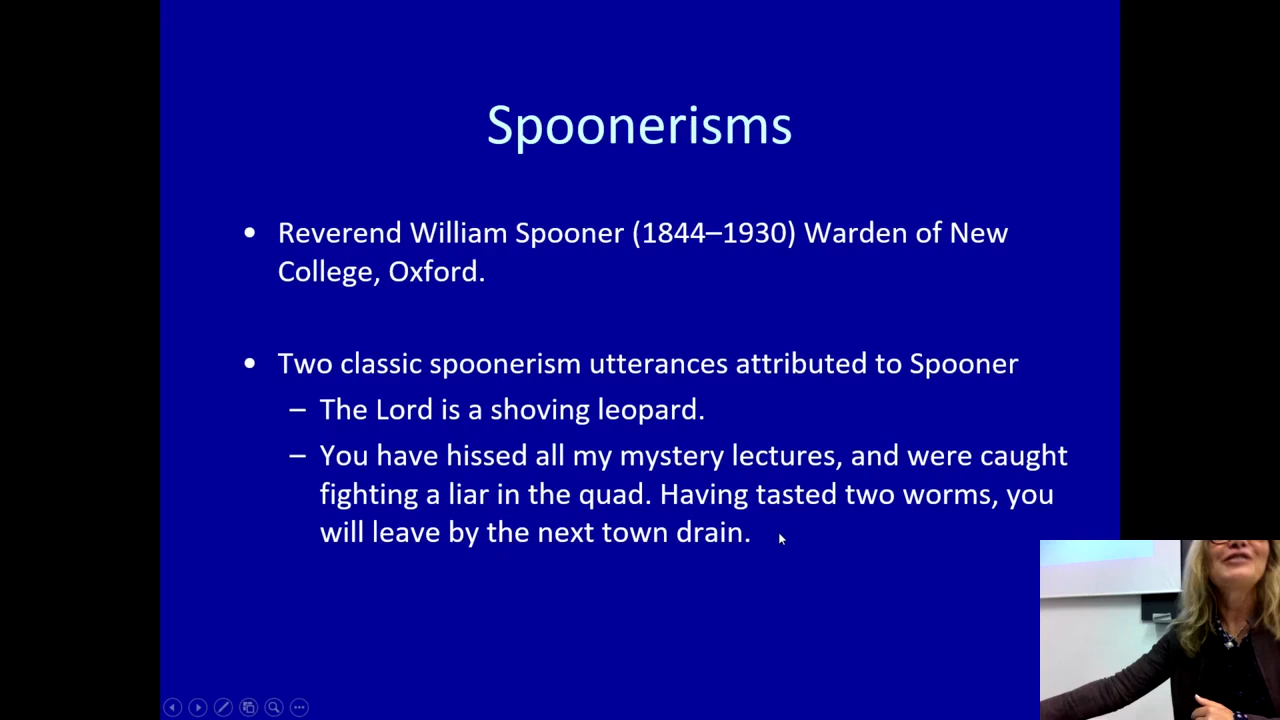 Spoonerisms
• Reverend William Spooner (1844–1930) Warden of New
College, Oxford.
• Two classic spoonerism utterances attributed to Spooner
– The Lord is a shoving leopard.
– You have hissed all my mystery lectures, and were caught
fighting a liar in the quad. Having tasted two worms, you
will leave by the next town drain.